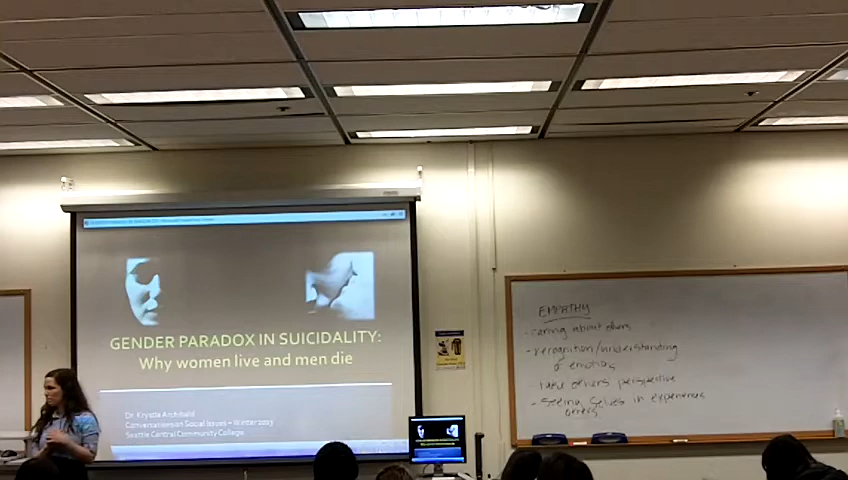 GENDER PARADOX IN SUICIDALITY:
Why women live and men die
Dr. Krysta Archibald
Conversations on Social Issues - Winter 2013
Seattle Central Community College
EMPATHY
- caring about others
- recognition/understanding
of emotions
- take others perspective
- seeing selves in experiences
others